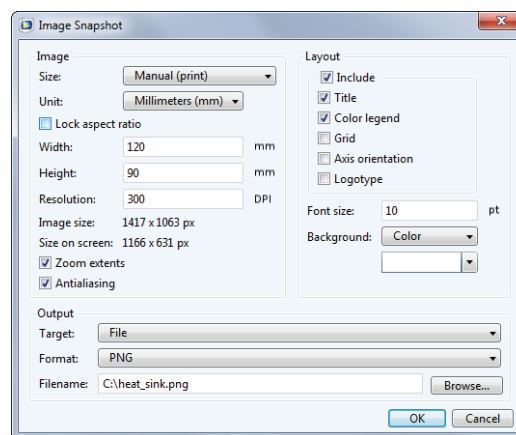 Image Snapshot
Image
Size: Manual (print)
Unit: Millimeters (mm)
Lock aspect ratio
Width: 120 mm
Height: 90 mm
Resolution: 300 DPI
Image size: 1417 x 1063 px
Size on screen: 1166 x 631 px
Zoom extents
Antialiasing
Layout
Include
Title
Color legend
Grid
Axis orientation
Logotype
Font size: 10 pt
Background: Color
Output
Target: File
Format: PNG
Filename: C:\heat_sink.png Browse...
OK Cancel